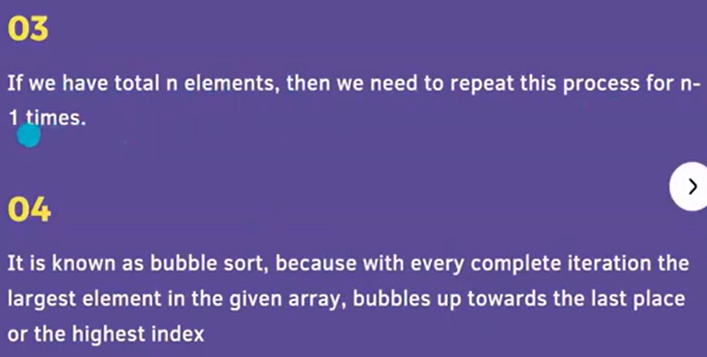 03
If we have total n elements, then we need to repeat this process for n-
1 times.
04
It is known as bubble sort, because with every complete iteration the
largest element in the given array, bubbles up towards the last place
or the highest index